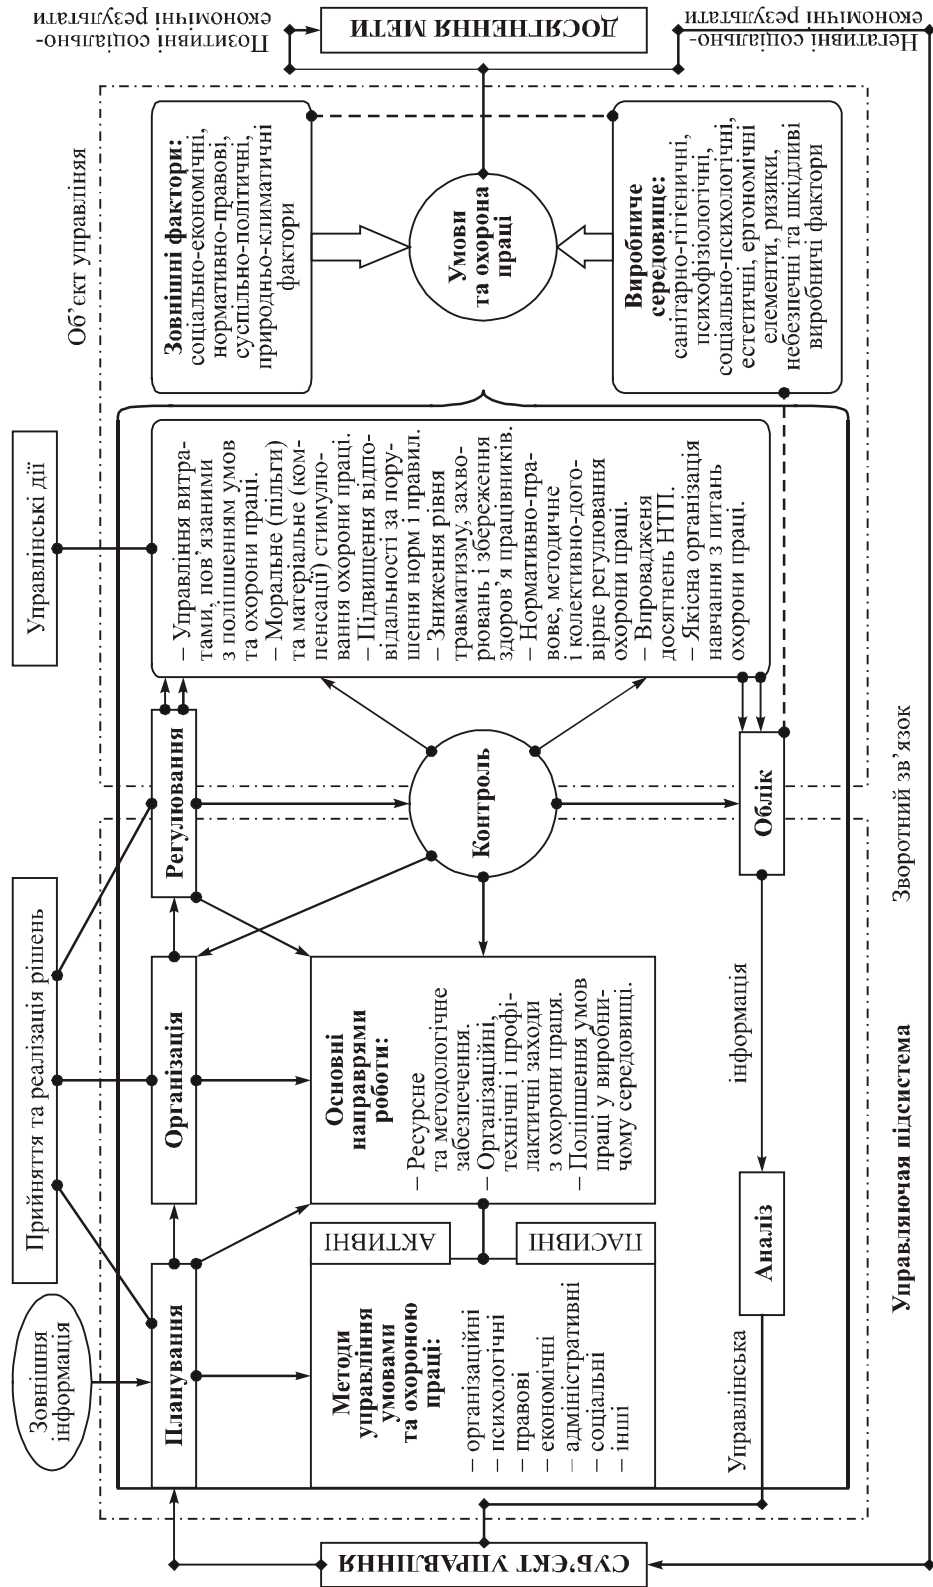 Зовнішня
інформація
Прийняття та реалізація рішень
Управлінські дії
Об’єкт управліняя
СУБ’ЄКТ УПРАВЛІННЯ
Планування
Організація
Регулювання
Методи
управління
умовами
та охороною
праці:
– організаційні
– психологічні
– правові
– економічні
– адміністративні
– соціальні
– інші
АКТИВНІ
ПАСИВНІ
Основні
направрями
роботи:
– Ресурсне
та методологічне
забезпечення.
– Організаційні,
технічні і профі-
лактичні заходи
з охорони праця.
– Поліпшення умов
праці у виробни-
чому середовищі.
Контроль
– Управління витра-
тами, пов’язаними
з поліпшенням умов
та охорони праці.
– Моральне (пільги)
та матеріальне (ком-
пенсації) стимулю-
вання охорони праці.
– Підвищення відпо-
відальності за пору-
шення норм і правил.
– Зниження рівня
травматизму, захво-
рювань і збереження
здоров’я працівників.
– Нормативно-пра-
вове, методичне
і колективно-дого-
вірне регулювання
охорони праці.
– Впровадженя
досягнень НТП.
– Якісна організація
навчання з питань
охорони праці.
Зовнішні фактори:
соціально-економічні,
нормативно-правові,
суспільно-політичні,
природньо-климатичні
фактори
Умови
та охорона
праці
Виробниче
середовище:
санітарно-гігієничні,
психофізіологічні,
соціально-психологічні,
естетичні, ергономічні
елементи, ризики,
небезпечні та шкідливі
виробничі фактори
Позитивні соціально-
економічні результати
ДОСЯГНЕННЯ МЕТИ
Негативні соціально-
економічні результати
Управлінська
Аналіз
інформація
Облік
Управляючая підсистема
Зворотний зв’язок